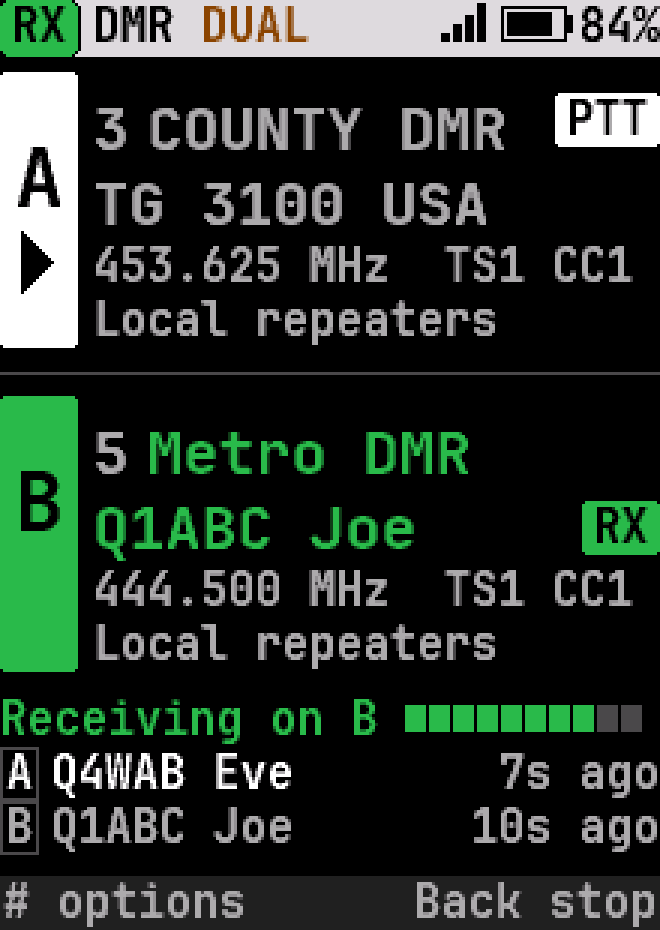 RX DMR DUAL 84%
3 COUNTY DMR PTT
A
TG 3100 USA
453.625 MHz TS1 CC1
Local repeaters
5 Metro DMR
B
Q1ABC Joe RX
444.500 MHz TS1 CC1
Local repeaters
Receiving on B
A Q4WAB Eve 7s ago
B Q1ABC Joe 10s ago
# options Back stop